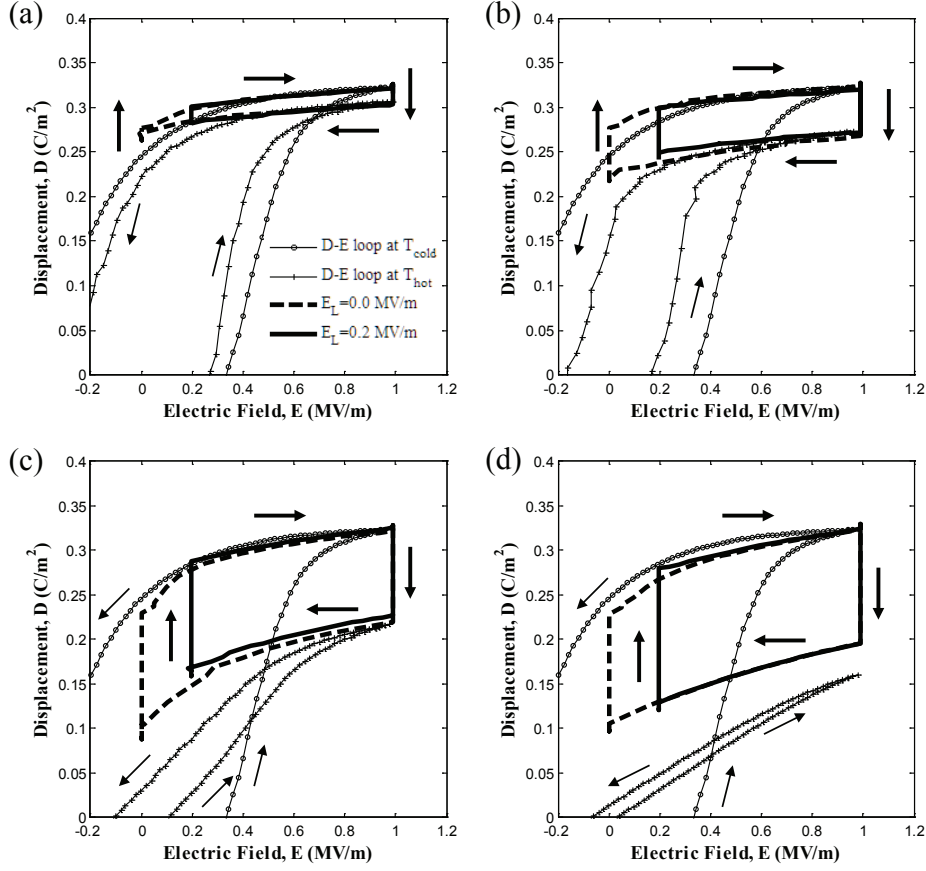 (a)
0.4
0.35
0.3
0.25
0.2
0.15
0.1
0.05
0
-0.2 0 0.2 0.4 0.6 0.8 1 1.2
Displacement, D (C/m²)
Electric Field, E (MV/m)
D-E loop at T_cold
D-E loop at T_hot
E_L=0.0 MV/m
E_L=0.2 MV/m
(b)
0.4
0.35
0.3
0.25
0.2
0.15
0.1
0.05
0
-0.2 0 0.2 0.4 0.6 0.8 1 1.2
Displacement, D (C/m²)
Electric Field, E (MV/m)
(c)
0.4
0.35
0.3
0.25
0.2
0.15
0.1
0.05
0
-0.2 0 0.2 0.4 0.6 0.8 1 1.2
Displacement, D (C/m²)
Electric Field, E (MV/m)
(d)
0.4
0.35
0.3
0.25
0.2
0.15
0.1
0.05
0
-0.2 0 0.2 0.4 0.6 0.8 1 1.2
Displacement, D (C/m²)
Electric Field, E (MV/m)